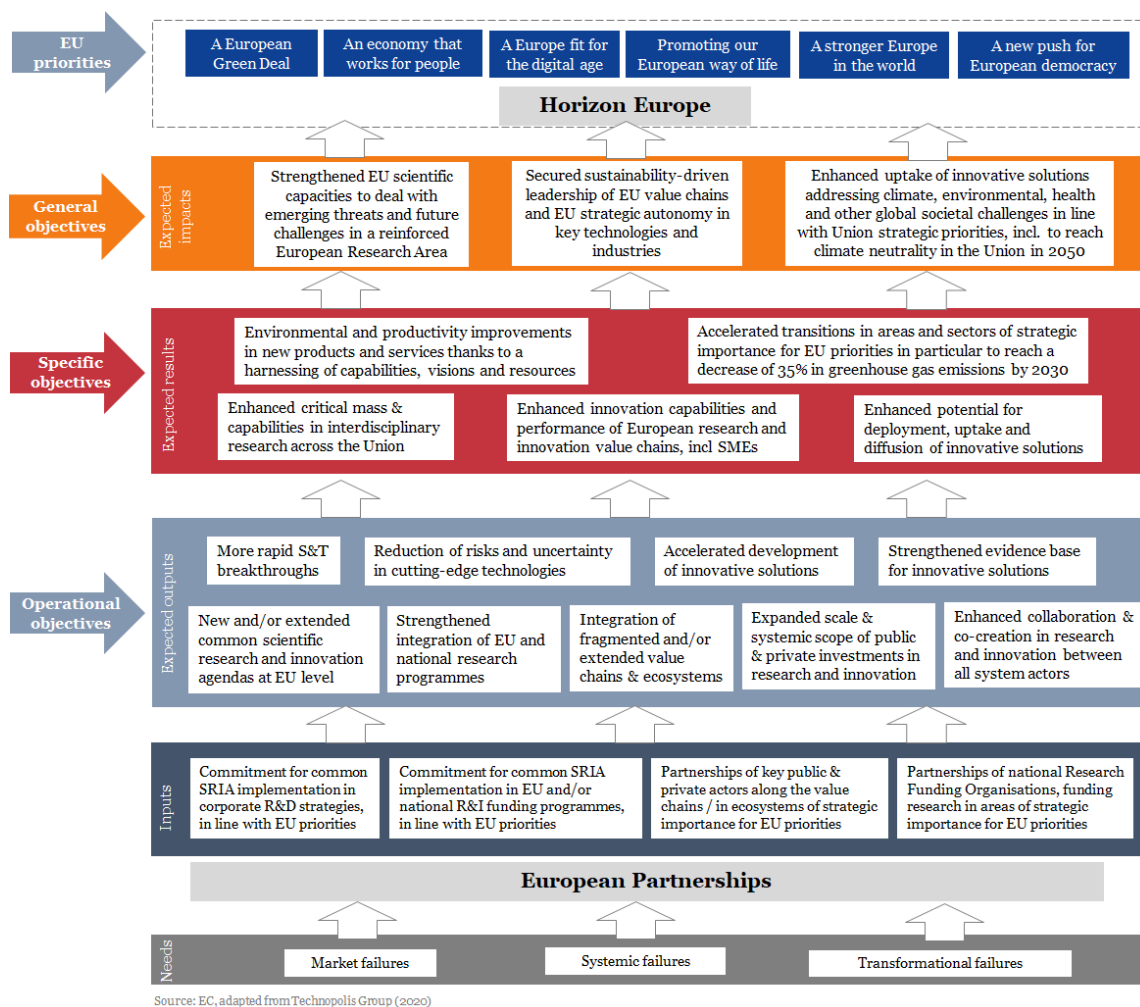 EU
priorities
A European
Green Deal
An economy that
works for people
A Europe fit for
the digital age
Promoting our
European way of life
A stronger Europe
in the world
A new push for
European democracy
Horizon Europe
General
objectives
Expected
impacts
Strengthened EU scientific
capacities to deal with
emerging threats and future
challenges in a reinforced
European Research Area
Secured sustainability-driven
leadership of EU value chains
and EU strategic autonomy in
key technologies and
industries
Enhanced uptake of innovative solutions
addressing climate, environmental, health
and other global societal challenges in line
with Union strategic priorities, incl. to reach
climate neutrality in the Union in 2050
Specific
objectives
Expected results
Environmental and productivity improvements
in new products and services thanks to a
harnessing of capabilities, visions and resources
Accelerated transitions in areas and sectors of strategic
importance for EU priorities in particular to reach a
decrease of 35% in greenhouse gas emissions by 2030
Enhanced critical mass &
capabilities in interdisciplinary
research across the Union
Enhanced innovation capabilities and
performance of European research and
innovation value chains, incl SMEs
Enhanced potential for
deployment, uptake and
diffusion of innovative solutions
Operational
objectives
Expected outputs
More rapid S&T
breakthroughs
Reduction of risks and uncertainty
in cutting-edge technologies
Accelerated development
of innovative solutions
Strengthened evidence base
for innovative solutions
New and/or extended
common scientific
research and innovation
agendas at EU level
Strengthened
integration of EU and
national research
programmes
Integration of
fragmented and/or
extended value
chains & ecosystems
Expanded scale &
systemic scope of public
& private investments in
research and innovation
Enhanced collaboration &
co-creation in research
and innovation between
all system actors
Inputs
Commitment for common
SRIA implementation in
corporate R&D strategies,
in line with EU priorities
Commitment for common SRIA
implementation in EU and/or
national R&I funding programmes,
in line with EU priorities
Partnerships of key public &
private actors along the value
chains / in ecosystems of strategic
importance for EU priorities
Partnerships of national Research
Funding Organisations, funding
research in areas of strategic
importance for EU priorities
European Partnerships
Needs
Market failures
Systemic failures
Transformational failures
Source: EC, adapted from Technopolis Group (2020)